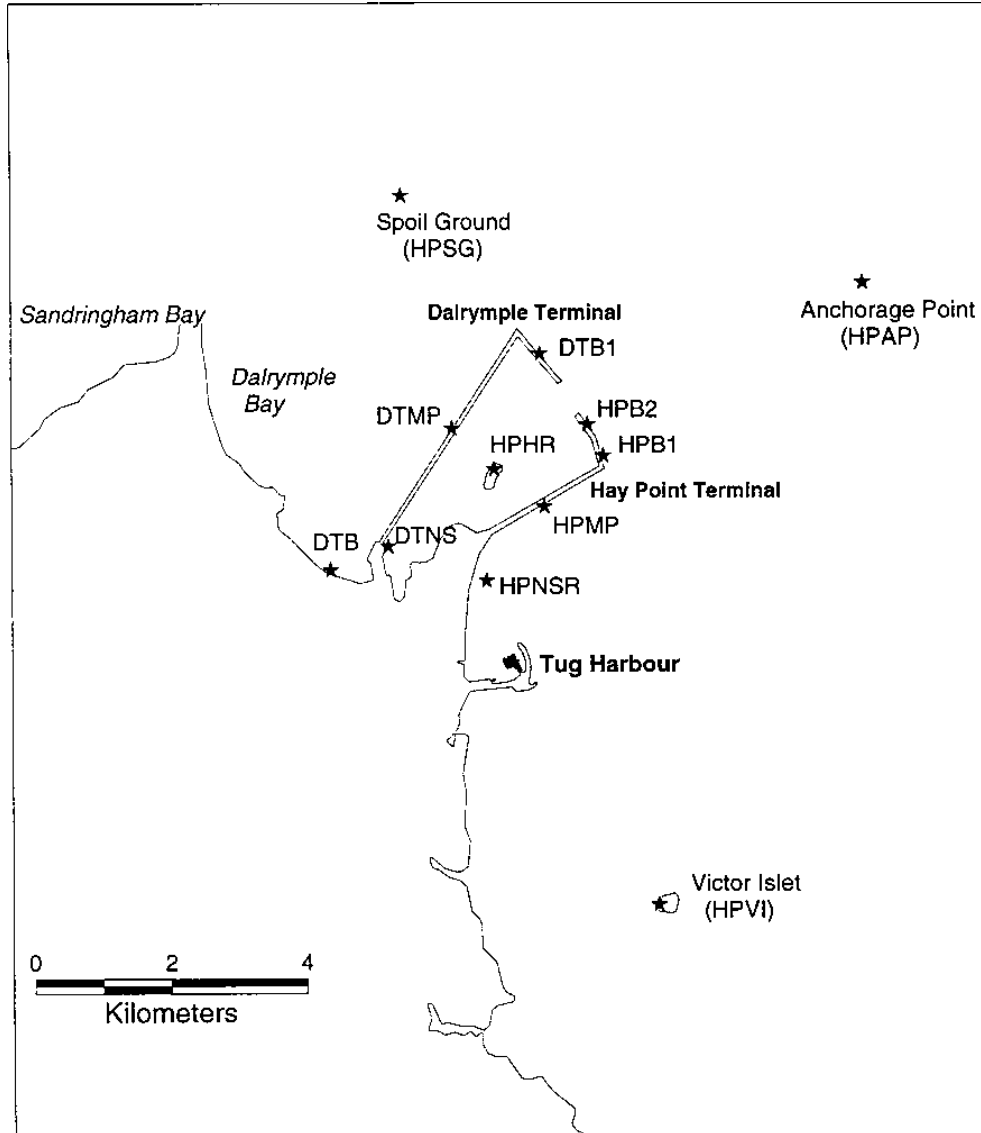 Spoil Ground
(HPSG)
Sandringham Bay
Dalrymple Terminal
Anchorage Point
(HPAP)
DTB1
Dalrymple
Bay
DTMP
HPB2
HPHR
HPB1
Hay Point Terminal
HPMP
DTB
DTNS
HPNSR
Tug Harbour
Victor Islet
(HPVI)
0 2 4
Kilometers